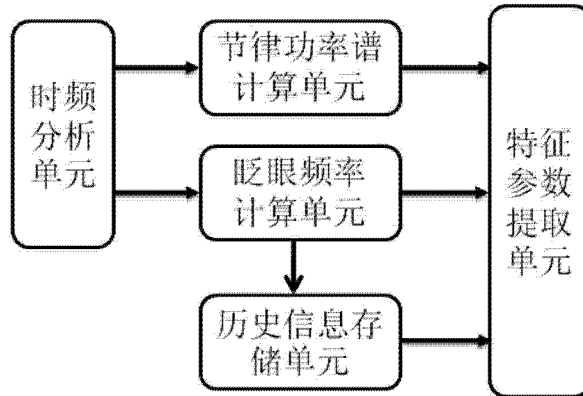 时频
分析
单元
节律功率谱
计算单元
眨眼频率
计算单元
历史信息存
储单元
特征
参数
提取
单元